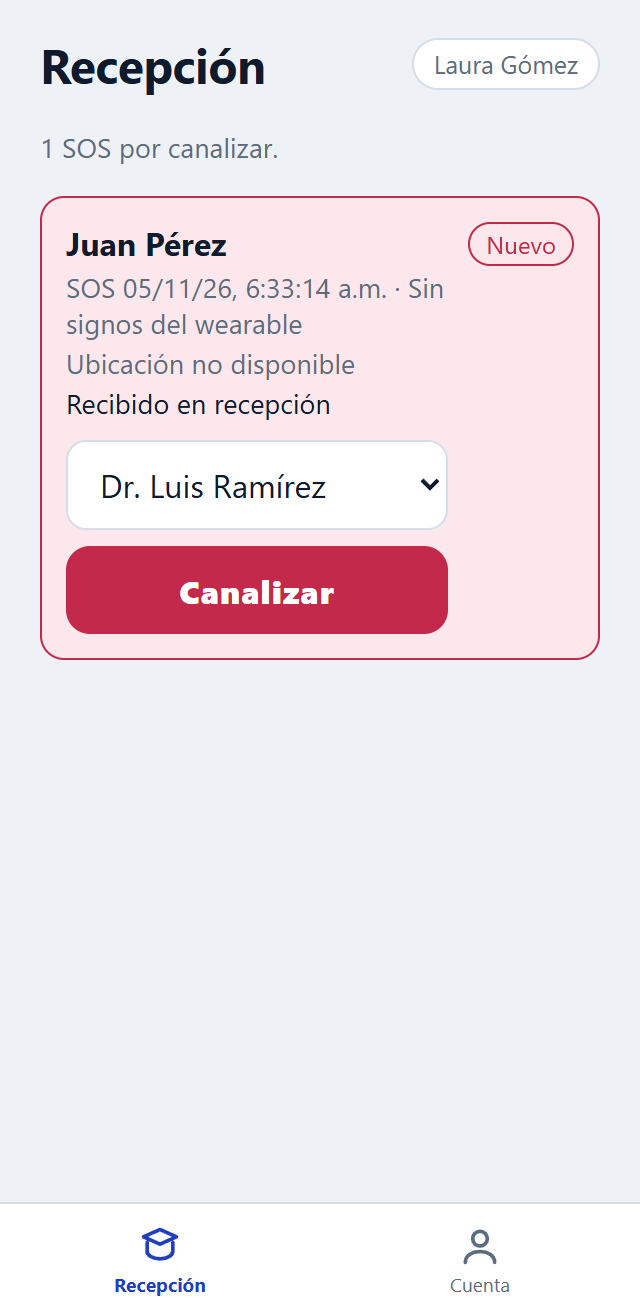 Recepción
Laura Gómez
1 SOS por canalizar.
Juan Pérez
Nuevo
SOS 05/11/26, 6:33:14 a.m. · Sin
signos del wearable
Ubicación no disponible
Recibido en recepción
Dr. Luis Ramírez
Canalizar
Recepción
Cuenta